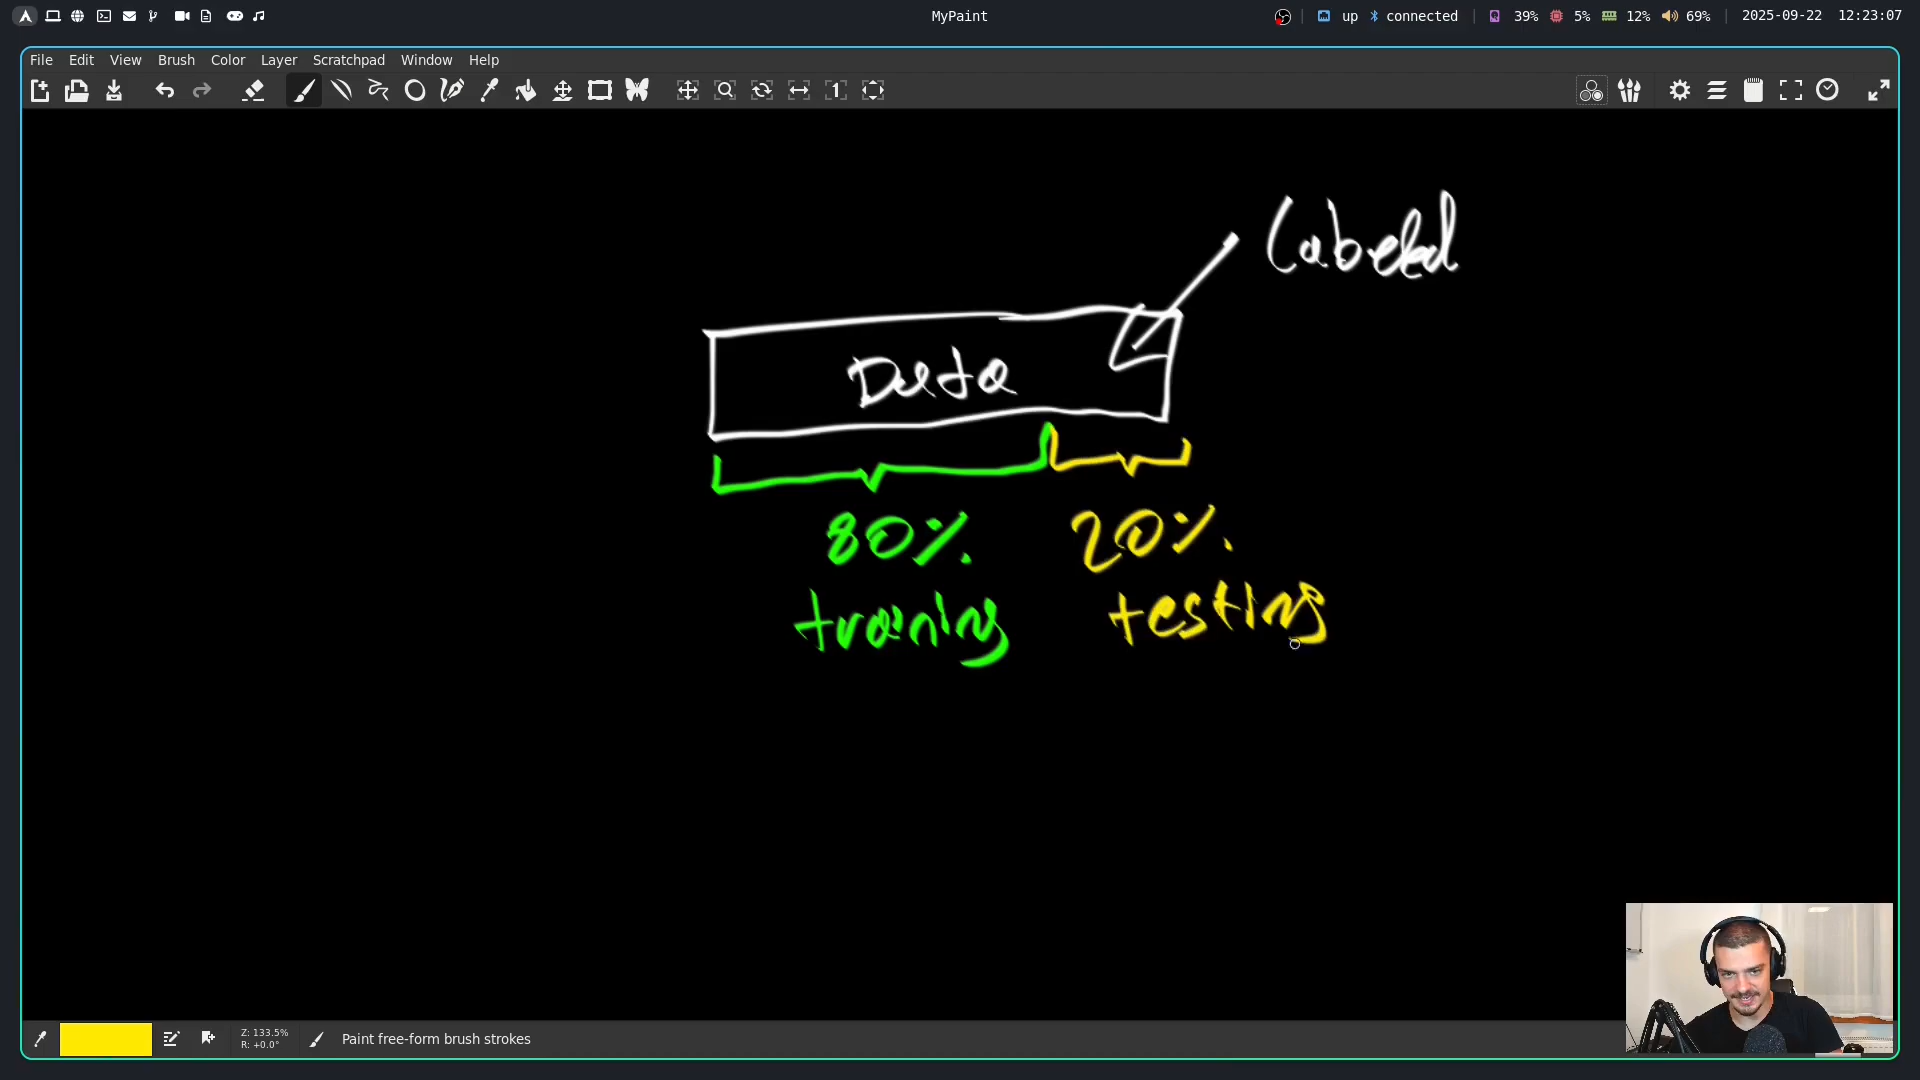 MyPaint
up connected 39% 5% 12% 69% 2025-09-22 12:23:07
File Edit View Brush Color Layer Scratchpad Window Help
1
Labeled
Data
80% 20%
training testing
Z: 133.5%
R: +0.0°
Paint free-form brush strokes